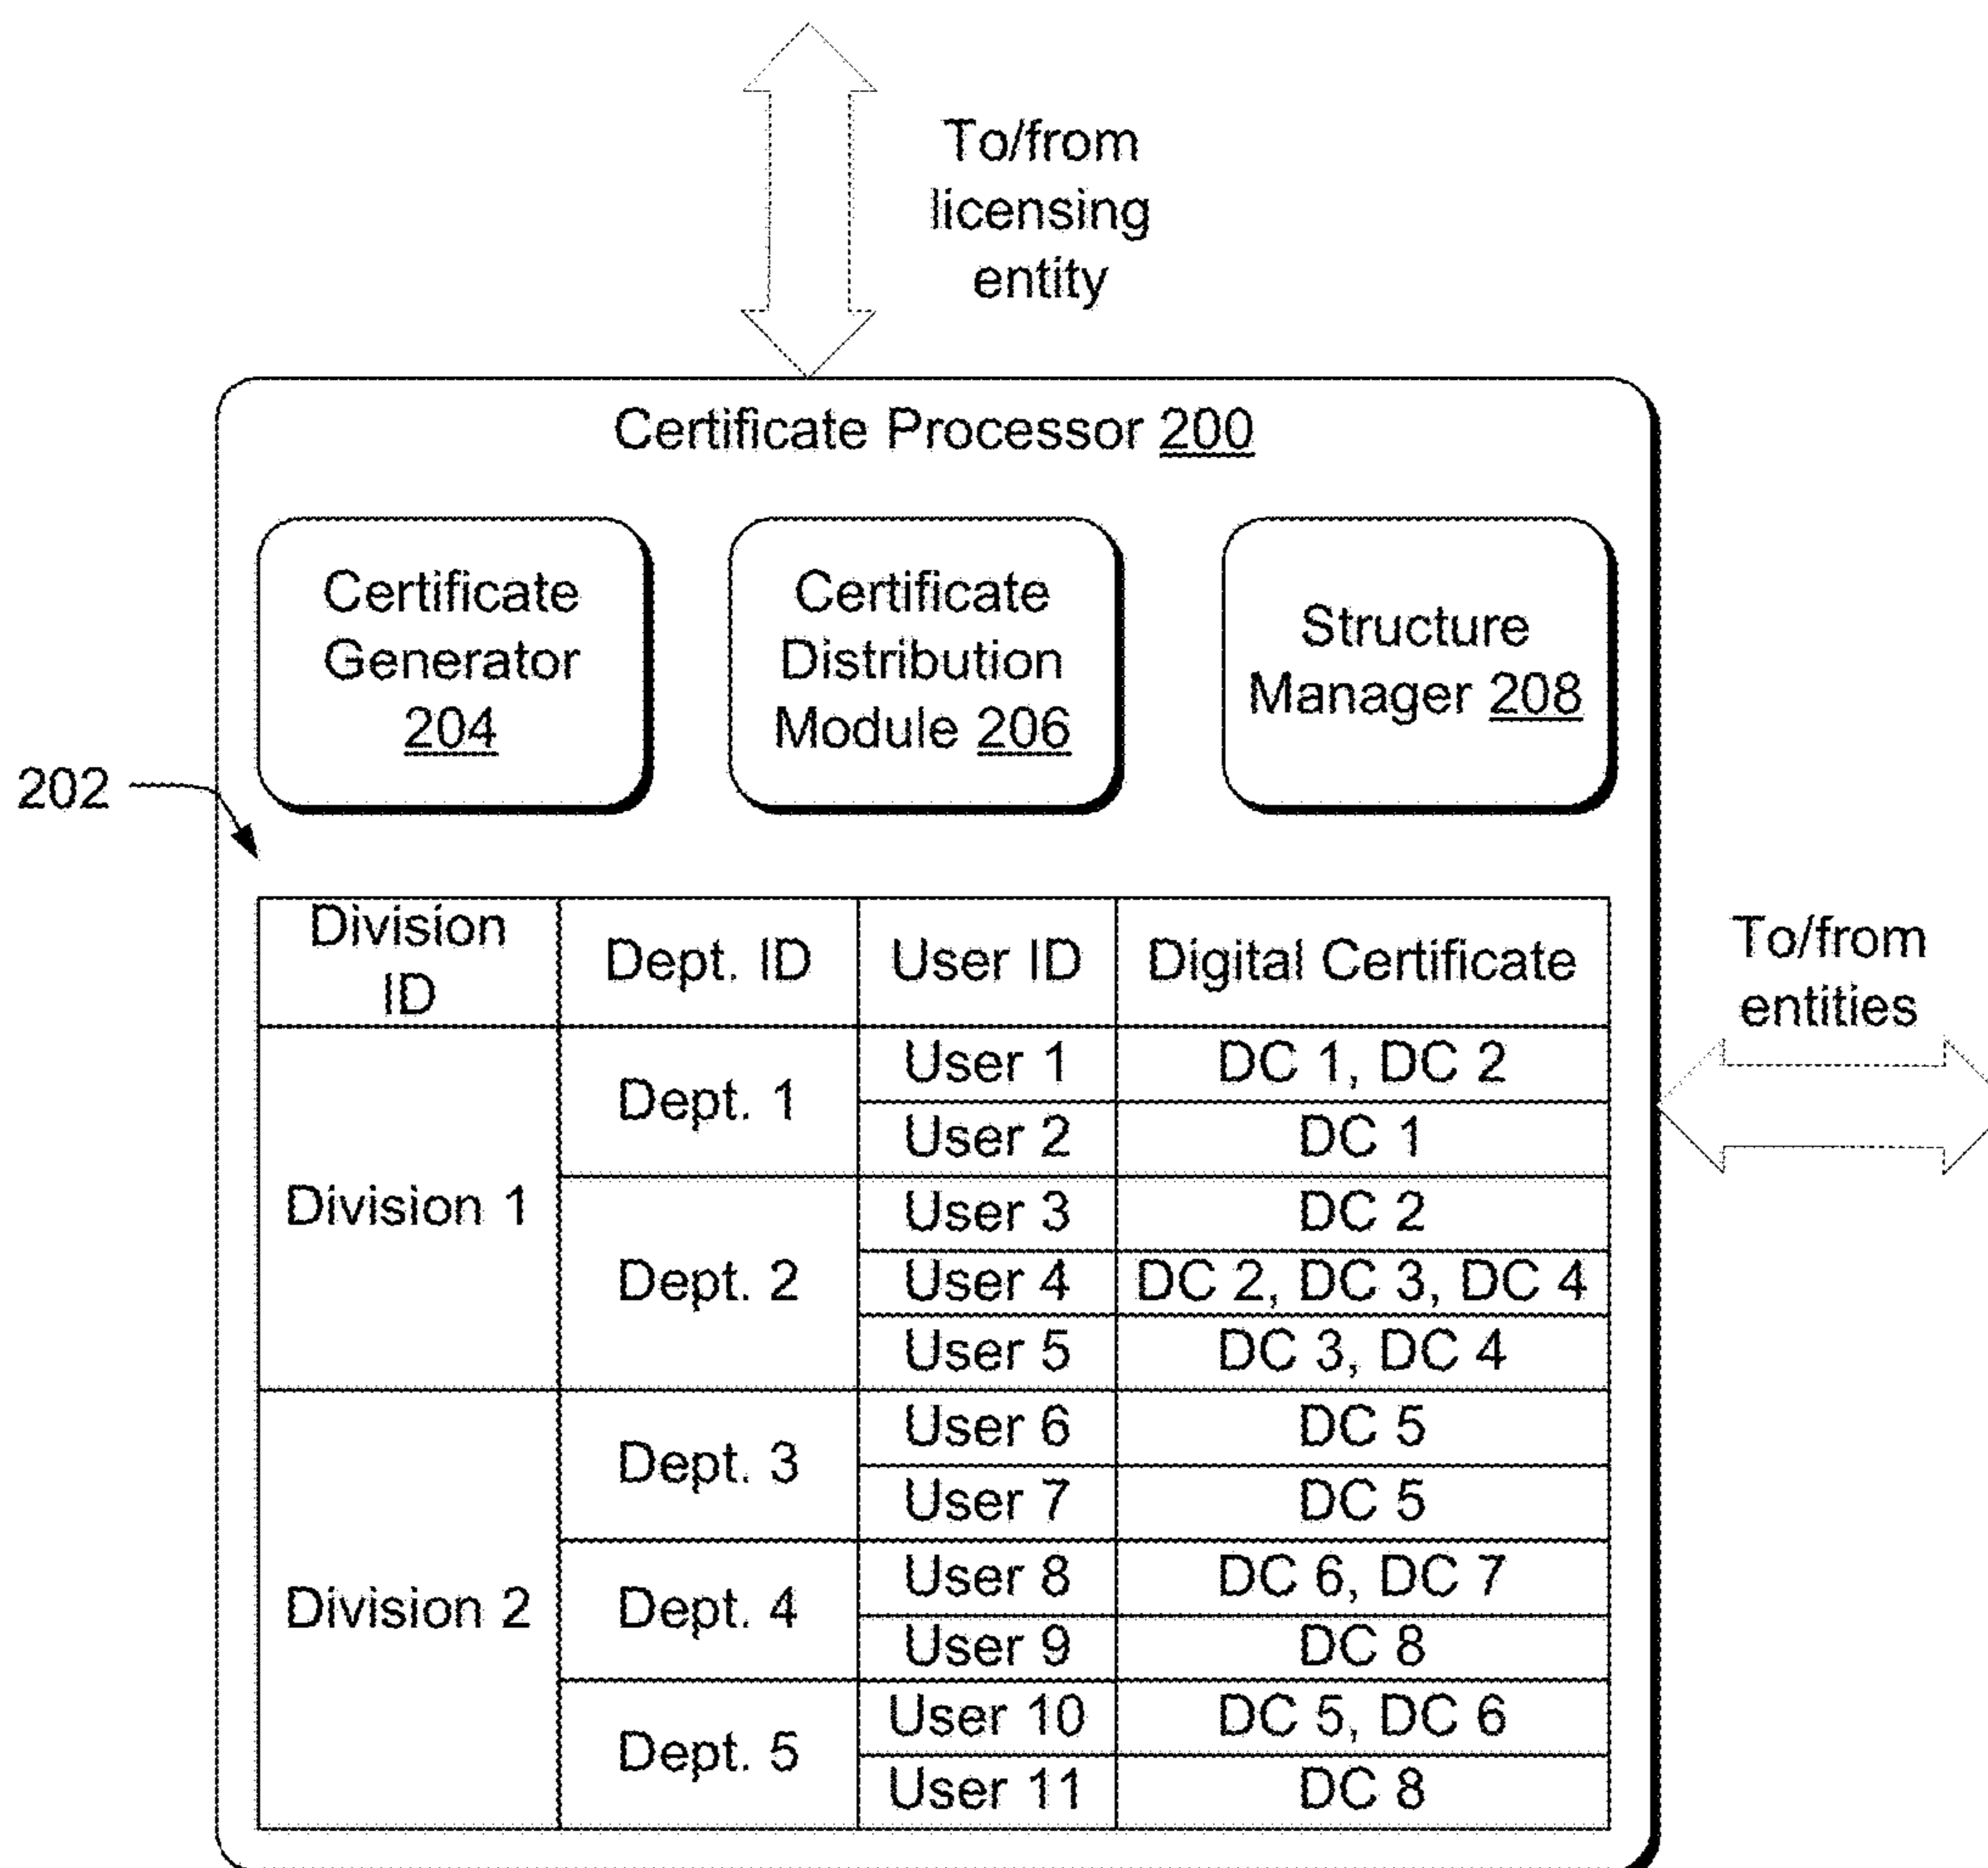 To/from
licensing
entity
Certificate Processor 200
Certificate
Generator
204
Certificate
Distribution
Module 206
Structure
Manager 208
202
Division
ID
Dept. ID
User ID
Digital Certificate
To/from
entities
Division 1
Dept. 1
User 1
DC 1, DC 2
User 2
DC 1
Dept. 2
User 3
DC 2
User 4
DC 2, DC 3, DC 4
User 5
DC 3, DC 4
Division 2
Dept. 3
User 6
DC 5
User 7
DC 5
Dept. 4
User 8
DC 6, DC 7
User 9
DC 8
Dept. 5
User 10
DC 5, DC 6
User 11
DC 8